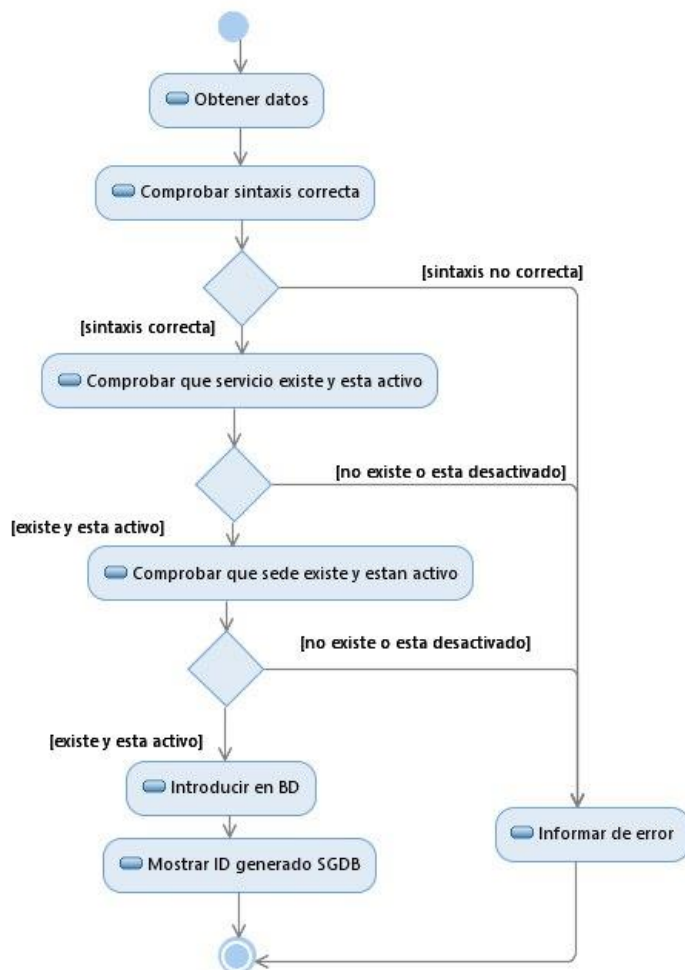 Obtener datos
Comprobar sintaxis correcta
[sintaxis no correcta]
[sintaxis correcta]
Comprobar que servicio existe y esta activo
[no existe o esta desactivado]
[existe y esta activo]
Comprobar que sede existe y estan activo
[no existe o esta desactivado]
[existe y esta activo]
Introducir en BD
Informar de error
Mostrar ID generado SGDB